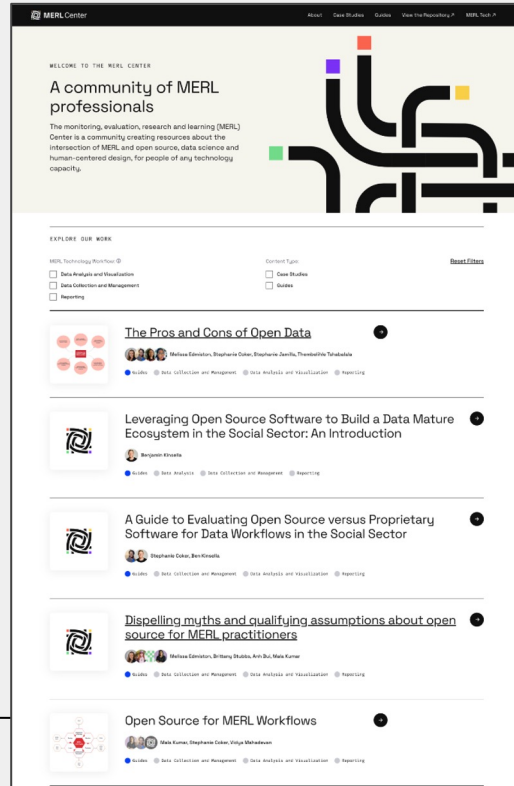 MERL Center
About Case Studies Guides View the Repository ↗ MERL Tech ↗
WELCOME TO THE MERL CENTER
A community of MERL
professionals
The monitoring, evaluation, research and learning (MERL)
Center is a community creating resources about the
intersection of MERL and open source, data science and
human-centered design, for people of any technology
capacity.
EXPLORE OUR WORK
MERL Technology Workflow
Data Analysis and Visualization
Data Collection and Management
Reporting
Content Type
Case Studies
Guides
Reset Filters
The Pros and Cons of Open Data
Melissa Edmiston, Stephanie Coker, Stephanie Jamilla, Thembelihle Tshabalala
Guides Data Collection and Management Data Analysis and Visualization Reporting
Leveraging Open Source Software to Build a Data Mature
Ecosystem in the Social Sector: An Introduction
Benjamin Kinsella
Guides Data Analysis Data Collection and Management Reporting
A Guide to Evaluating Open Source versus Proprietary
Software for Data Workflows in the Social Sector
Stephanie Coker, Ben Kinsella
Guides Data Collection and Management Data Analysis and Visualization Reporting
Dispelling myths and qualifying assumptions about open
source for MERL practitioners
Melissa Edmiston, Brittany Stubbs, Anh Bui, Mala Kumar
Guides Data Collection and Management Data Analysis and Visualization Reporting
Open Source for MERL Workflows
Mala Kumar, Stephanie Coker, Vidya Mahadevan
Guides Data Collection and Management Data Analysis and Visualization Reporting